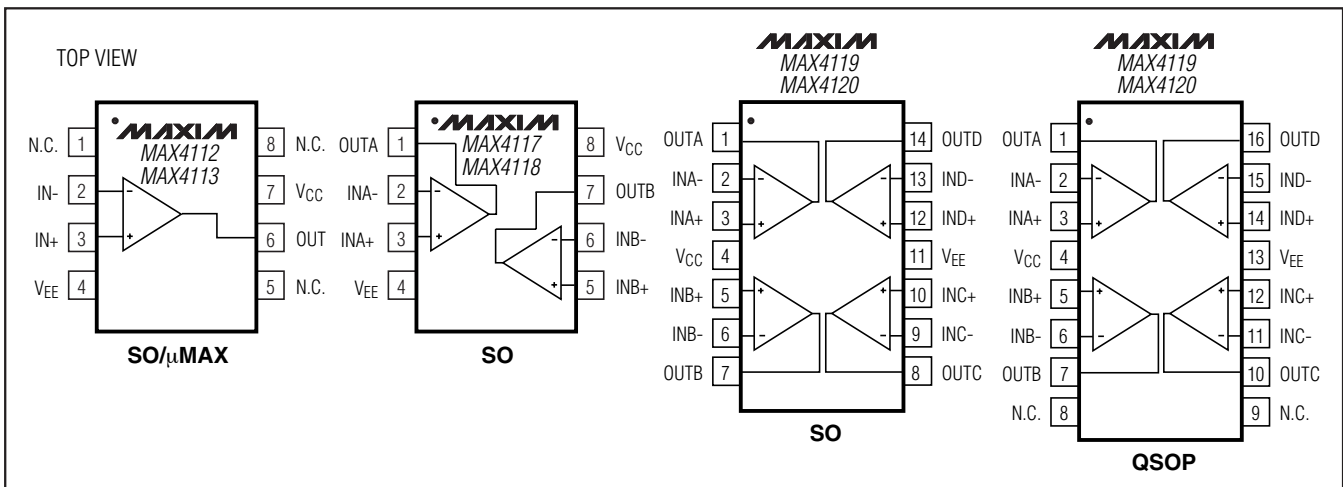 TOP VIEW
MAXIM
MAX4112
MAX4113
N.C. 1
IN- 2
IN+ 3
VEE 4
8 N.C.
7 VCC
6 OUT
5 N.C.
- +
SO/µMAX
MAXIM
MAX4117
MAX4118
OUTA 1
INA- 2
INA+ 3
VEE 4
8 VCC
7 OUTB
6 INB-
5 INB+
- +
- +
SO
MAXIM
MAX4119
MAX4120
OUTA 1
INA- 2
INA+ 3
VCC 4
INB+ 5
INB- 6
OUTB 7
14 OUTD
13 IND-
12 IND+
11 VEE
10 INC+
9 INC-
8 OUTC
- +
- +
+ -
+ -
SO
MAXIM
MAX4119
MAX4120
OUTA 1
INA- 2
INA+ 3
VCC 4
INB+ 5
INB- 6
OUTB 7
N.C. 8
16 OUTD
15 IND-
14 IND+
13 VEE
12 INC+
11 INC-
10 OUTC
9 N.C.
- +
- +
+ -
+ -
QSOP